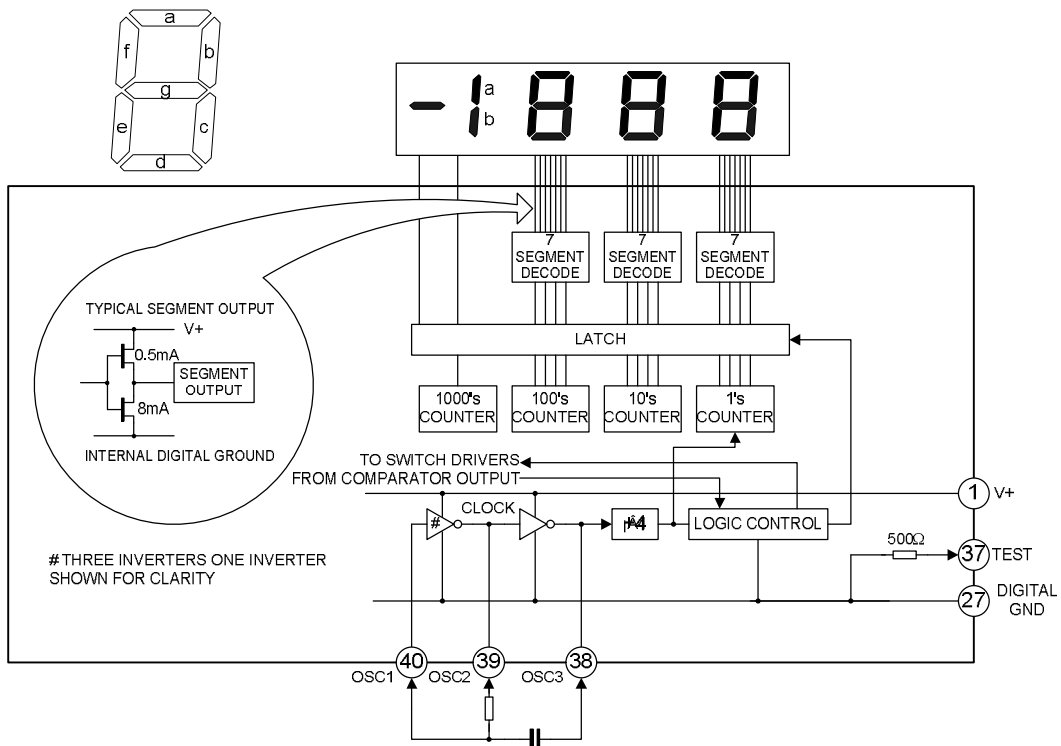 a
f
b
g
e
c
d
a
b
7
SEGMENT
DECODE
7
SEGMENT
DECODE
7
SEGMENT
DECODE
TYPICAL SEGMENT OUTPUT
V+
0.5mA
SEGMENT
OUTPUT
8mA
INTERNAL DIGITAL GROUND
LATCH
1000's
COUNTER
100's
COUNTER
10's
COUNTER
1's
COUNTER
TO SWITCH DRIVERS
FROM COMPARATOR OUTPUT
CLOCK
#
LOGIC CONTROL
1
V+
500Ω
37
TEST
27
DIGITAL
GND
# THREE INVERTERS ONE INVERTER
SHOWN FOR CLARITY
40
39
38
OSC1
OSC2
OSC3
-1888